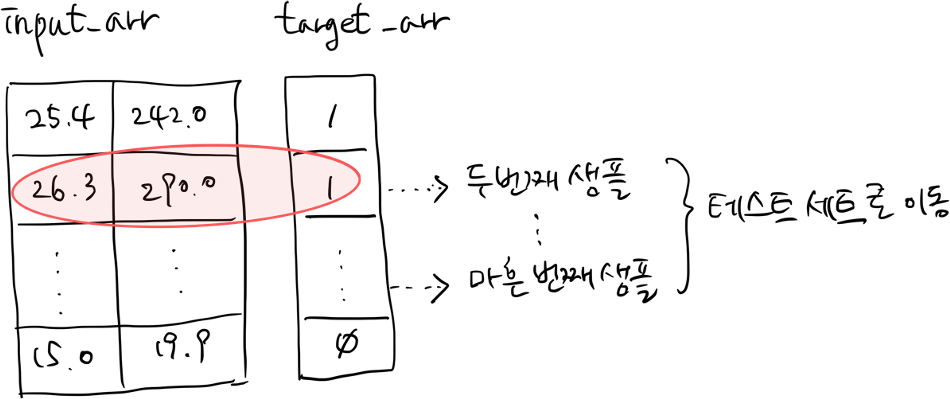 input_arr target_arr
25.4 242.0 1
26.3 290.0 1 두번째 샘플
테스트 세트로 이동
마흔 번째 샘플
15.0 19.9 0